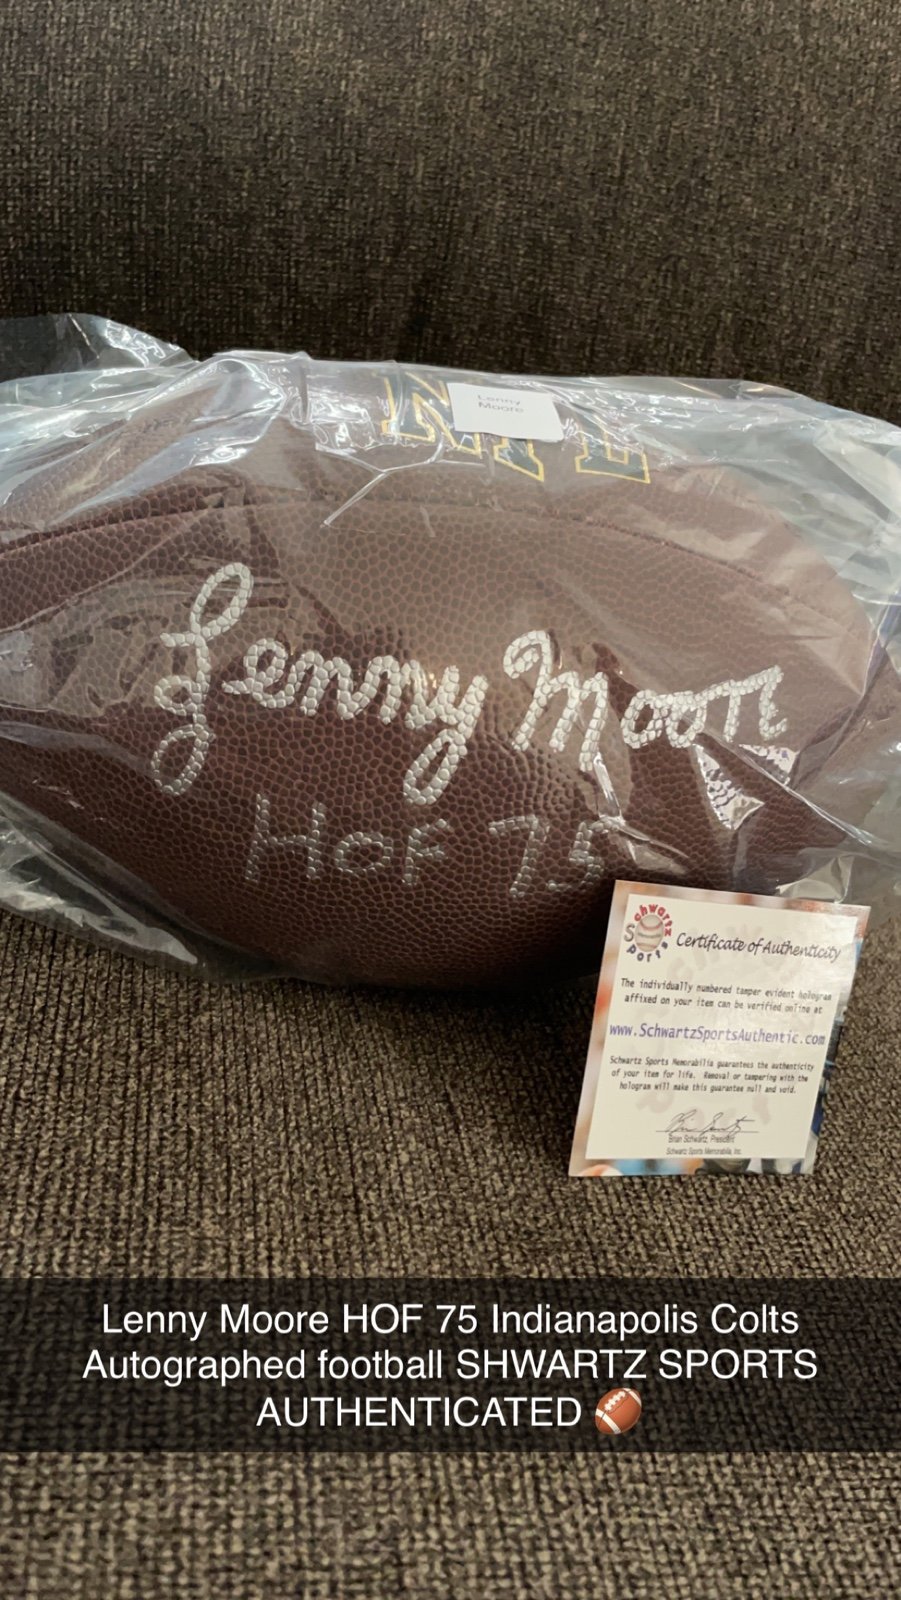 NFL
Lenny
Moore
Lenny Moore
HOF 75
Schwartz
Sports
Certificate of Authenticity
The individually numbered tamper evident hologram
affixed on your item can be verified online at
www.SchwartzSportsAuthentic.com
Schwartz Sports Memorabilia guarantees the authenticity
of your item for life. Removal or tampering with the
hologram will make this guarantee null and void.
Brian Schwartz, President
Schwartz Sports Memorabilia, Inc.
Lenny Moore HOF 75 Indianapolis Colts
Autographed football SHWARTZ SPORTS
AUTHENTICATED 🏈